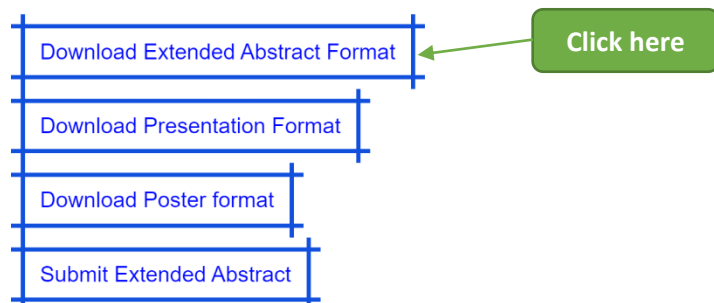 Download Extended Abstract Format
Click here
Download Presentation Format
Download Poster format
Submit Extended Abstract